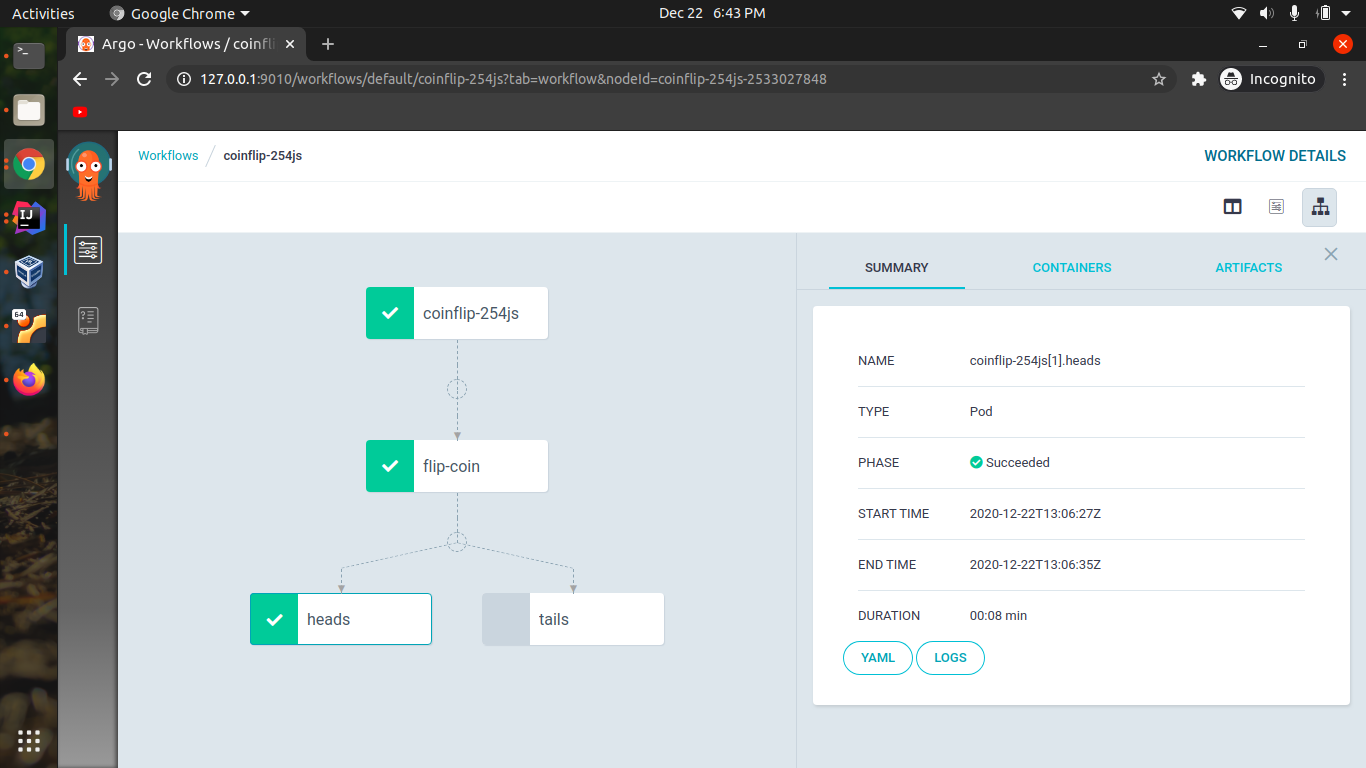 Activities Google Chrome Dec 22 6:43 PM
Argo - Workflows / coinfli
127.0.0.1:9010/workflows/default/coinflip-254js?tab=workflow&nodeId=coinflip-254js-2533027848 Incognito
Workflows / coinflip-254js WORKFLOW DETAILS
SUMMARY CONTAINERS ARTIFACTS
coinflip-254js
flip-coin
heads tails
NAME coinflip-254js[1].heads
TYPE Pod
PHASE Succeeded
START TIME 2020-12-22T13:06:27Z
END TIME 2020-12-22T13:06:35Z
DURATION 00:08 min
YAML LOGS
IJ
64